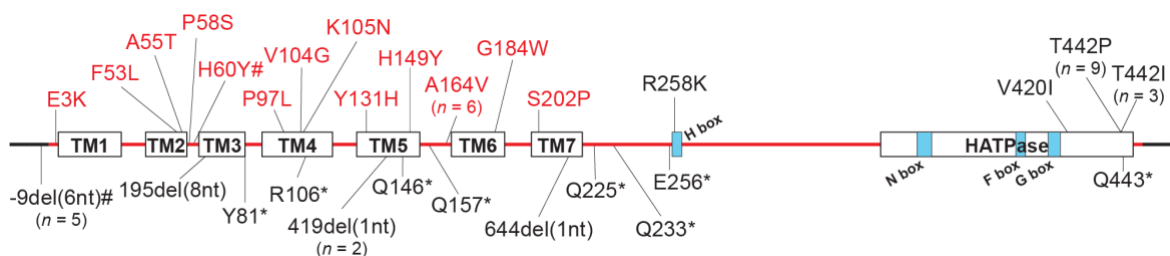 P58S
K105N
A55T
V104G
G184W
T442P
H149Y
(n = 9)
T442I
F53L
H60Y#
A164V
R258K
V420I
(n = 3)
E3K
P97L
Y131H
(n = 6)
S202P
H box
TM1
TM2
TM3
TM4
TM5
TM6
TM7
HATPase
N box
F box
G box
-9del(6nt)#
(n = 5)
195del(8nt)
Y81*
R106*
Q146*
419del(1nt)
(n = 2)
Q157*
644del(1nt)
Q225*
Q233*
E256*
Q443*